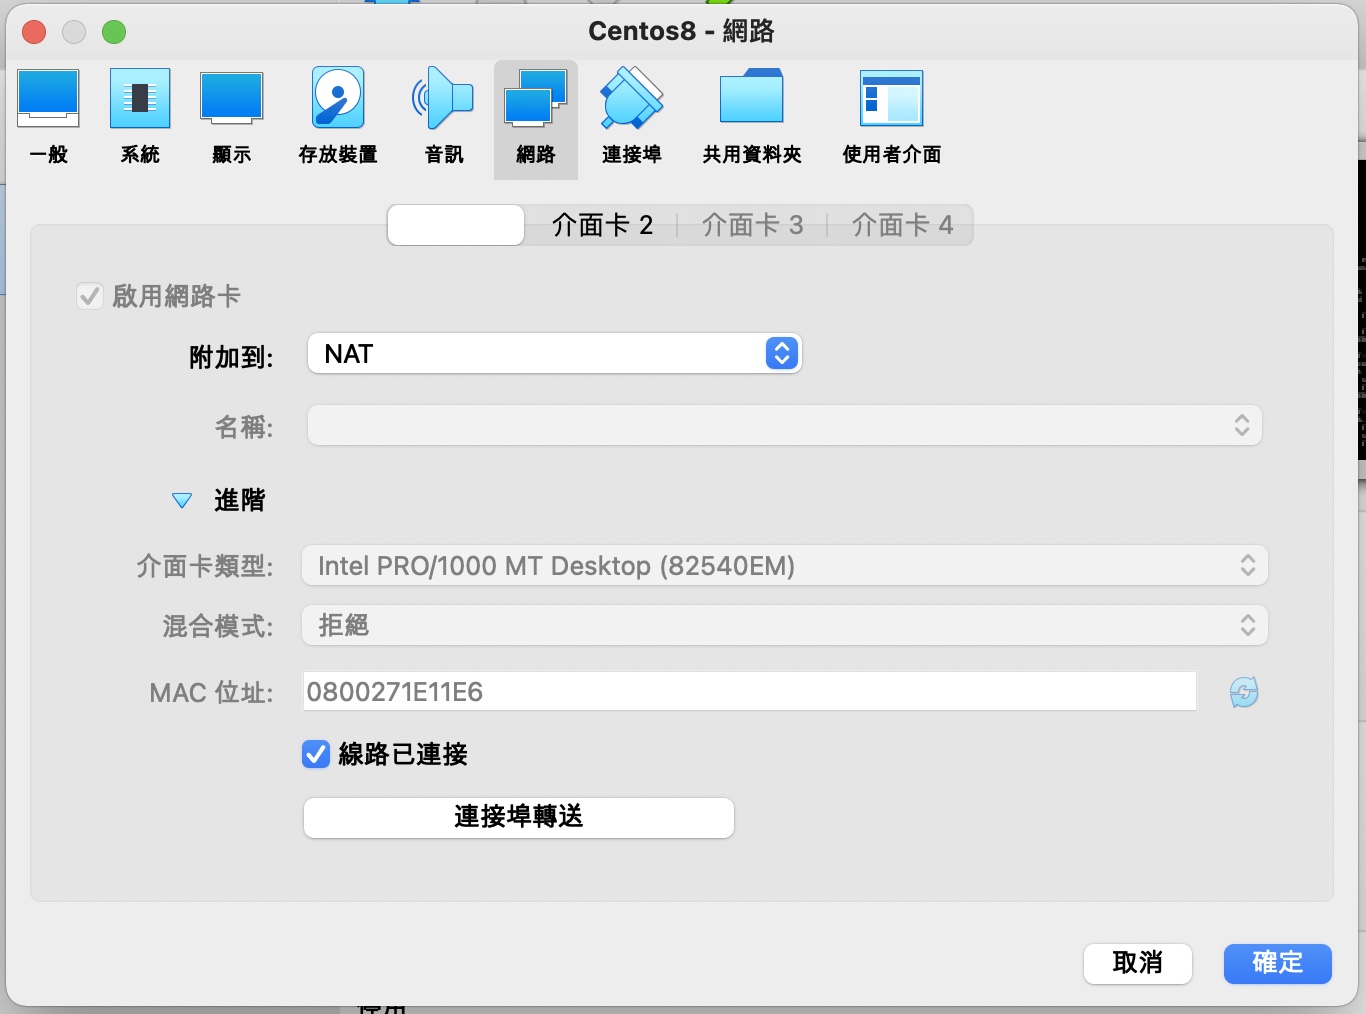 Centos8 - 網路
一般
系統
顯示
存放裝置
音訊
網路
連接埠
共用資料夾
使用者介面
介面卡 2
介面卡 3
介面卡 4
啟用網路卡
附加到:
NAT
名稱:
進階
介面卡類型:
Intel PRO/1000 MT Desktop (82540EM)
混合模式:
拒絕
MAC 位址:
0800271E11E6
線路已連接
連接埠轉送
取消
確定